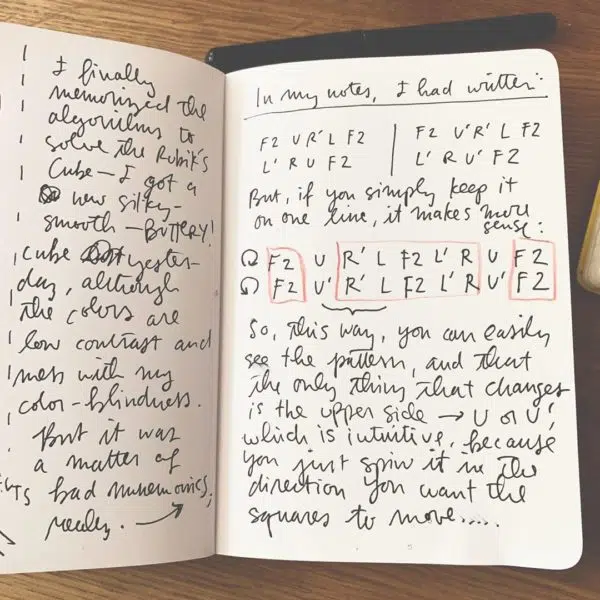 I finally
memorized the
algorithms to
solve the Rubik's
Cube — I got a
new silky-
smooth — BUTTERY!
cube yester-
day, although
the colors are
low contrast and
mess with my
color-blindness.
But it was
a matter of
bad mnemonics,
really. →
CTS
In my notes, I had written:
F2 U R' L F2
L' R U F2
F2 U' R' L F2
L' R U' F2
But, if you simply keep it
on one line, it makes more
sense:
F2 U R' L F2 L' R U F2
F2 U' R' L F2 L' R U' F2
So, this way, you can easily
see the pattern, and that
the only thing that changes
is the upper side → U or U',
which is intuitive, because
you just spin it in the
direction you want the
squares to move.....